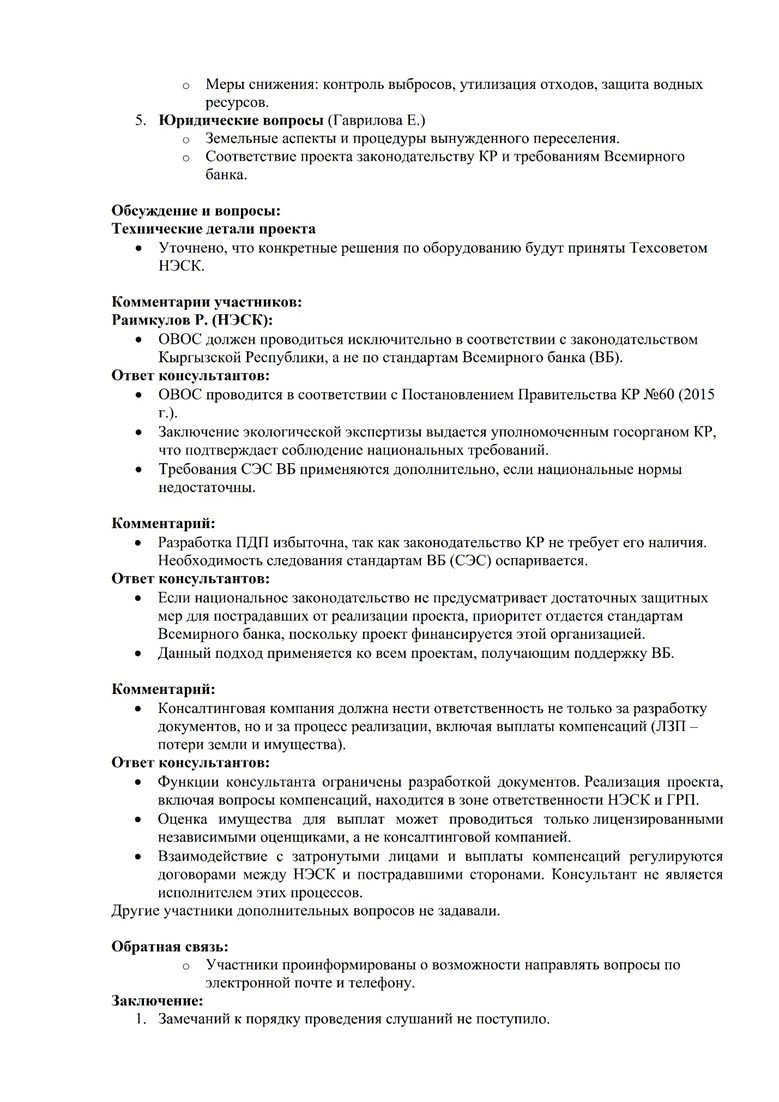 o Меры снижения: контроль выбросов, утилизация отходов, защита водных
ресурсов.
5. Юридические вопросы (Гаврилова Е.)
o Земельные аспекты и процедуры вынужденного переселения.
o Соответствие проекта законодательству КР и требованиям Всемирного
банка.
Обсуждение и вопросы:
Технические детали проекта
• Уточнено, что конкретные решения по оборудованию будут приняты Техсоветом
НЭСК.
Комментарии участников:
Раимкулов Р. (НЭСК):
• ОВОС должен проводиться исключительно в соответствии с законодательством
Кыргызской Республики, а не по стандартам Всемирного банка (ВБ).
Ответ консультантов:
• ОВОС проводится в соответствии с Постановлением Правительства КР №60 (2015
г.).
• Заключение экологической экспертизы выдается уполномоченным госорганом КР,
что подтверждает соблюдение национальных требований.
• Требования СЭС ВБ применяются дополнительно, если национальные нормы
недостаточны.
Комментарий:
• Разработка ПДП избыточна, так как законодательство КР не требует его наличия.
Необходимость следования стандартам ВБ (СЭС) оспаривается.
Ответ консультантов:
• Если национальное законодательство не предусматривает достаточных защитных
мер для пострадавших от реализации проекта, приоритет отдается стандартам
Всемирного банка, поскольку проект финансируется этой организацией.
• Данный подход применяется ко всем проектам, получающим поддержку ВБ.
Комментарий:
• Консалтинговая компания должна нести ответственность не только за разработку
документов, но и за процесс реализации, включая выплаты компенсаций (ЛЗП –
потери земли и имущества).
Ответ консультантов:
• Функции консультанта ограничены разработкой документов. Реализация проекта,
включая вопросы компенсаций, находится в зоне ответственности НЭСК и ГРП.
• Оценка имущества для выплат может проводиться только лицензированными
независимыми оценщиками, а не консалтинговой компанией.
• Взаимодействие с затронутыми лицами и выплаты компенсаций регулируются
договорами между НЭСК и пострадавшими сторонами. Консультант не является
исполнителем этих процессов.
Другие участники дополнительных вопросов не задавали.
Обратная связь:
o Участники проинформированы о возможности направлять вопросы по
электронной почте и телефону.
Заключение:
1. Замечаний к порядку проведения слушаний не поступило.